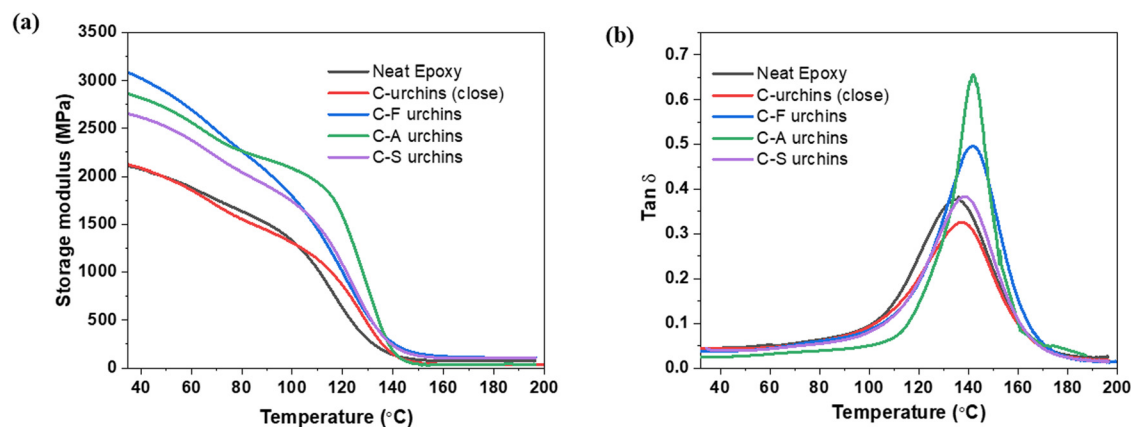 (a)
Storage modulus (MPa)
3500
3000
2500
2000
1500
1000
500
0
Neat Epoxy
C-urchins (close)
C-F urchins
C-A urchins
C-S urchins
40 60 80 100 120 140 160 180 200
Temperature (°C)
(b)
Tan δ
0.7
0.6
0.5
0.4
0.3
0.2
0.1
0.0
Neat Epoxy
C-urchins (close)
C-F urchins
C-A urchins
C-S urchins
40 60 80 100 120 140 160 180 200
Temperature (°C)